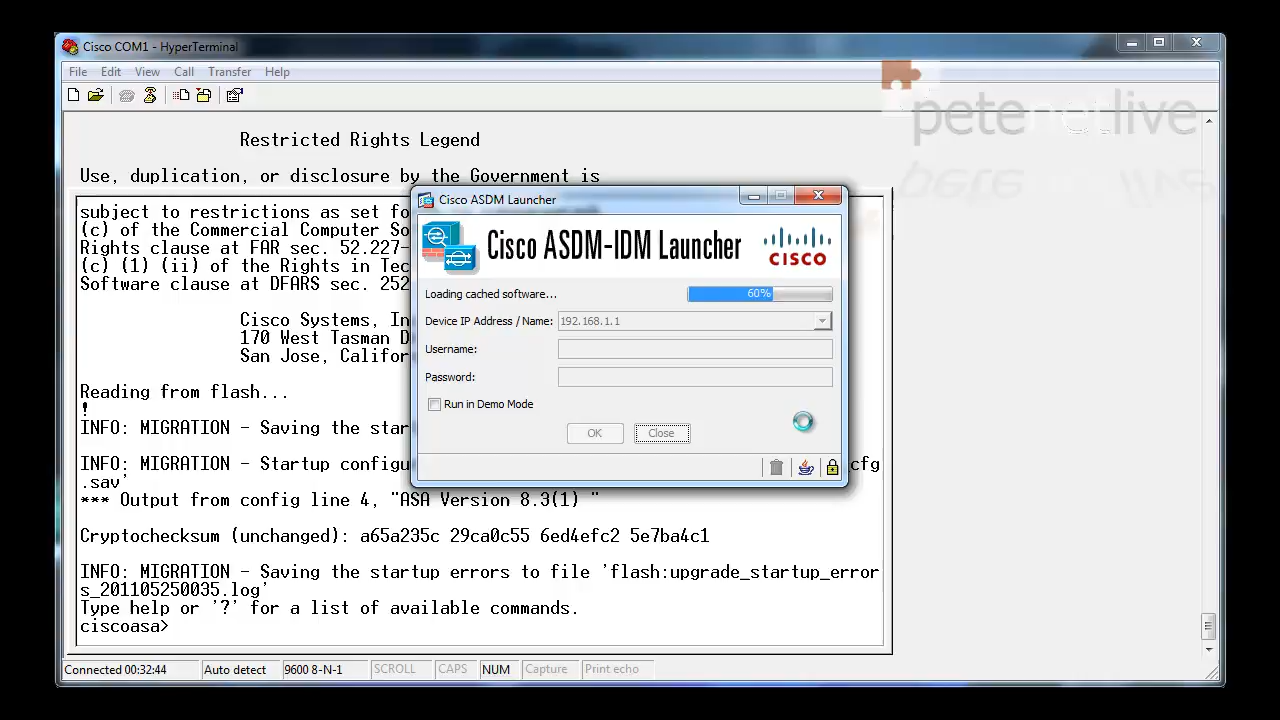 Cisco COM1 - HyperTerminal
File Edit View Call Transfer Help
petenetlive
Restricted Rights Legend
Use, duplication, or disclosure by the Government is
subject to restrictions as set fo
(c) of the Commercial Computer So
Rights clause at FAR sec. 52.227-
(c) (1) (ii) of the Rights in Tec
Software clause at DFARS sec. 252
Cisco Systems, In
170 West Tasman D
San Jose, Califor
Reading from flash...
!
INFO: MIGRATION - Saving the star
INFO: MIGRATION - Startup configu
_cfg
.sav'
*** Output from config line 4, "ASA Version 8.3(1) "
Cryptochecksum (unchanged): a65a235c 29ca0c55 6ed4efc2 5e7ba4c1
INFO: MIGRATION - Saving the startup errors to file 'flash:upgrade_startup_error
s_201105250035.log'
Type help or '?' for a list of available commands.
ciscoasa>
Cisco ASDM Launcher
Cisco ASDM-IDM Launcher
CISCO
Loading cached software... 60%
Device IP Address / Name: 192.168.1.1
Username:
Password:
Run in Demo Mode
OK Close
Connected 00:32:44 Auto detect 9600 8-N-1 SCROLL CAPS NUM Capture Print echo